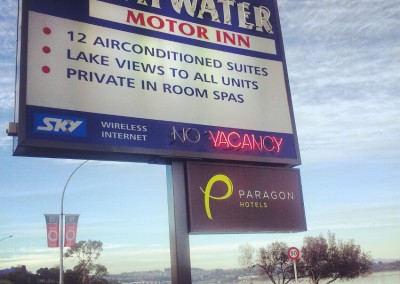 WATER
MOTOR INN
• 12 AIRCONDITIONED SUITES
• LAKE VIEWS TO ALL UNITS
• PRIVATE IN ROOM SPAS
SKY
WIRELESS
INTERNET
NO VACANCY
P PARAGON
HOTELS
50